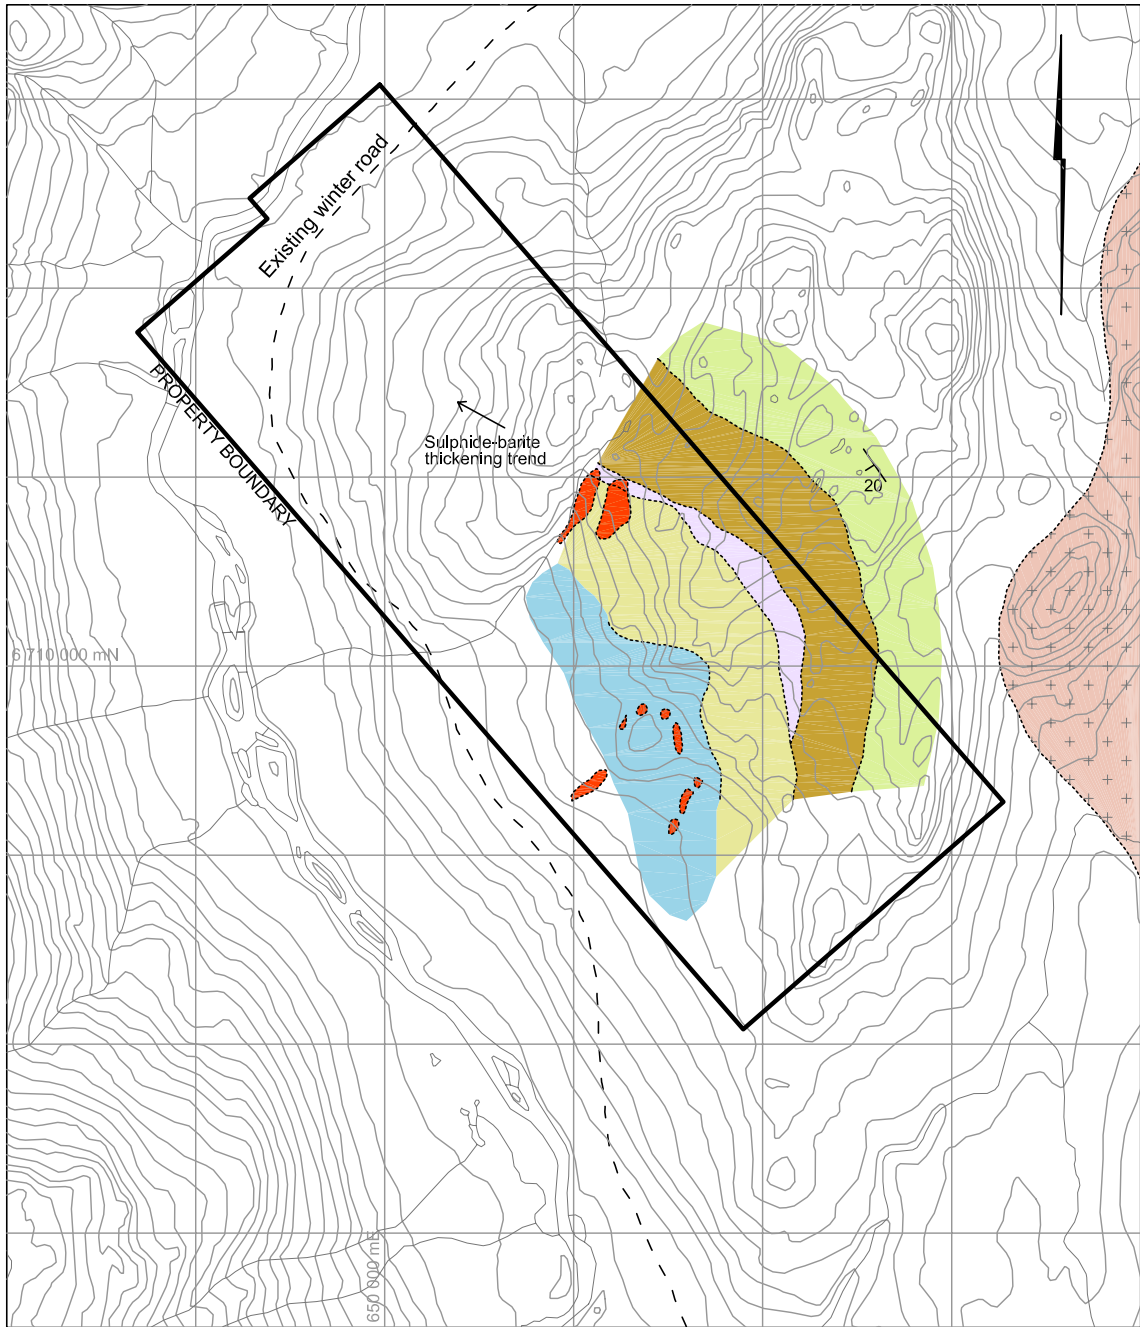 Existing winter road
PROPERTY BOUNDARY
Sulphide-barite
thickening trend
20
6 710 000 mN
650 000 mE